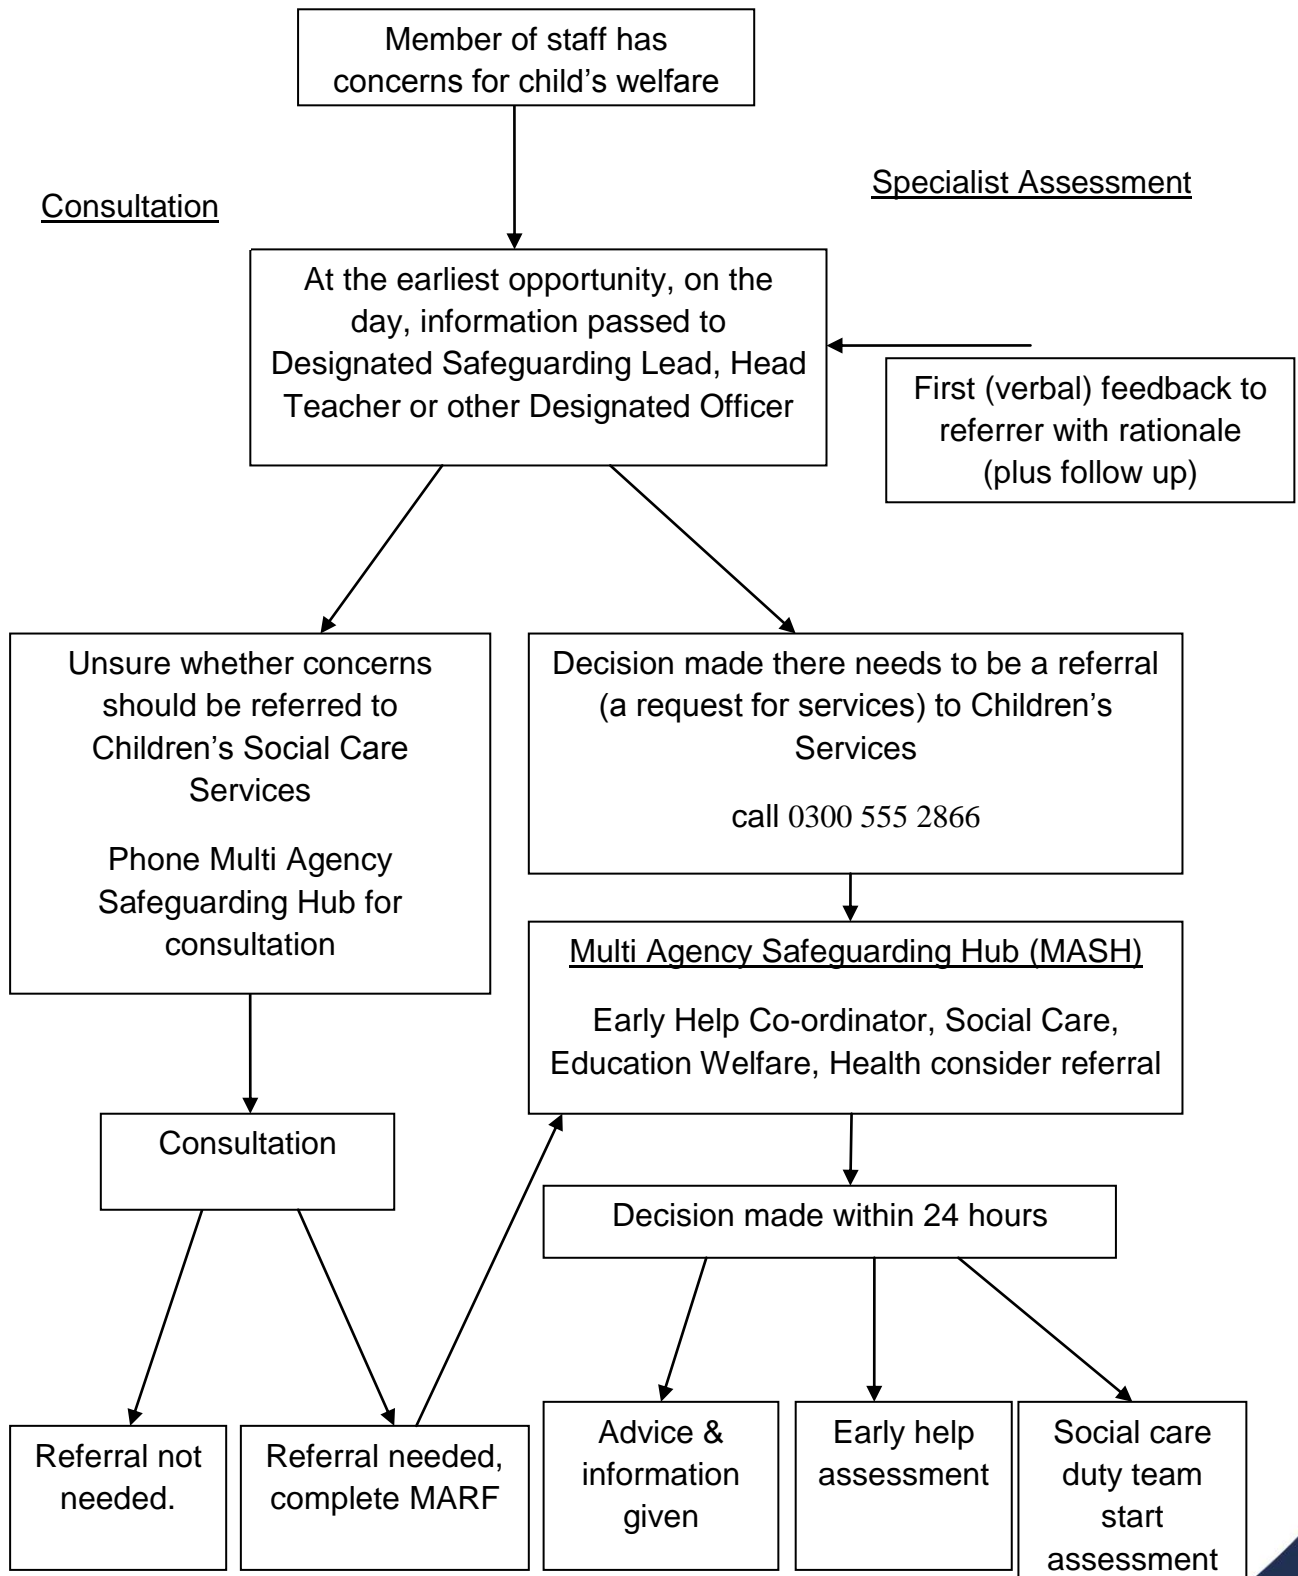 Member of staff has
concerns for child's welfare
Consultation
Specialist Assessment
At the earliest opportunity, on the
day, information passed to
Designated Safeguarding Lead, Head
Teacher or other Designated Officer
First (verbal) feedback to
referrer with rationale
(plus follow up)
Unsure whether concerns
should be referred to
Children's Social Care
Services
Phone Multi Agency
Safeguarding Hub for
consultation
Decision made there needs to be a referral
(a request for services) to Children's
Services
call 0300 555 2866
Multi Agency Safeguarding Hub (MASH)
Early Help Co-ordinator, Social Care,
Education Welfare, Health consider referral
Consultation
Decision made within 24 hours
Referral not
needed.
Referral needed,
complete MARF
Advice &
information
given
Early help
assessment
Social care
duty team
start
assessment